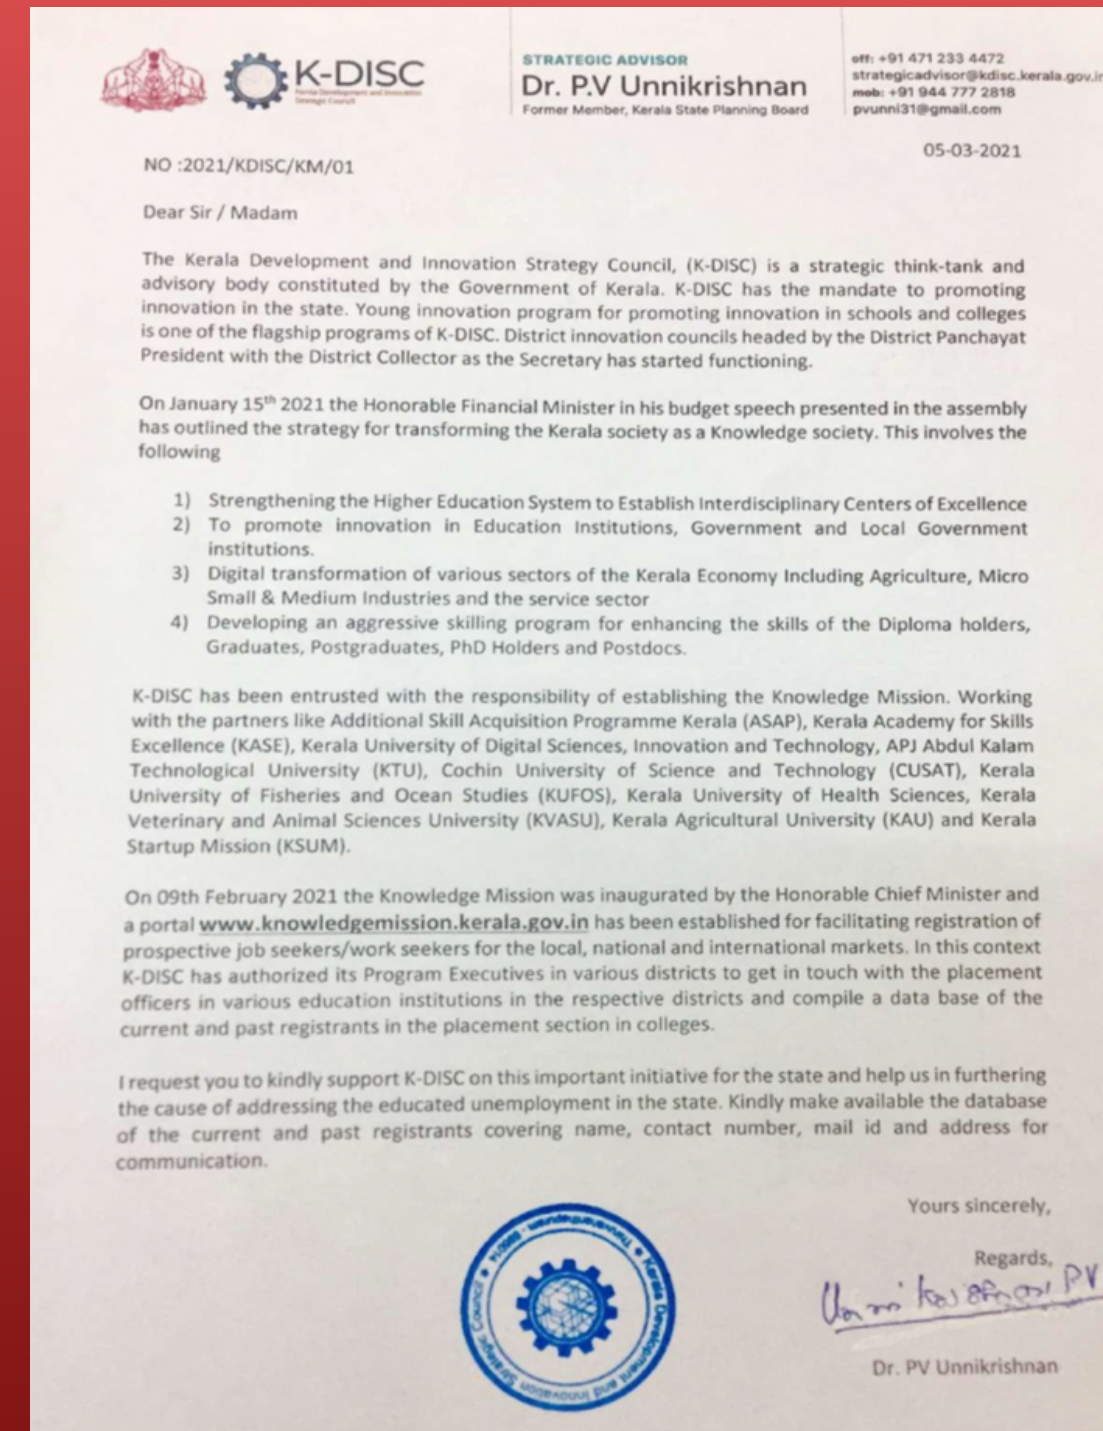 K-DISC
Kerala Development and Innovation
Strategic Council
STRATEGIC ADVISOR
Dr. P.V Unnikrishnan
Former Member, Kerala State Planning Board
off: +91 471 233 4472
strategicadvisor@kdisc.kerala.gov.in
mob: +91 944 777 2818
pvunni31@gmail.com
05-03-2021
NO :2021/KDISC/KM/01
Dear Sir / Madam
The Kerala Development and Innovation Strategy Council, (K-DISC) is a strategic think-tank and
advisory body constituted by the Government of Kerala. K-DISC has the mandate to promoting
innovation in the state. Young innovation program for promoting innovation in schools and colleges
is one of the flagship programs of K-DISC. District innovation councils headed by the District Panchayat
President with the District Collector as the Secretary has started functioning.
On January 15th 2021 the Honorable Financial Minister in his budget speech presented in the assembly
has outlined the strategy for transforming the Kerala society as a Knowledge society. This involves the
following
1) Strengthening the Higher Education System to Establish Interdisciplinary Centers of Excellence
2) To promote innovation in Education Institutions, Government and Local Government
institutions.
3) Digital transformation of various sectors of the Kerala Economy Including Agriculture, Micro
Small & Medium Industries and the service sector
4) Developing an aggressive skilling program for enhancing the skills of the Diploma holders,
Graduates, Postgraduates, PhD Holders and Postdocs.
K-DISC has been entrusted with the responsibility of establishing the Knowledge Mission. Working
with the partners like Additional Skill Acquisition Programme Kerala (ASAP), Kerala Academy for Skills
Excellence (KASE), Kerala University of Digital Sciences, Innovation and Technology, APJ Abdul Kalam
Technological University (KTU), Cochin University of Science and Technology (CUSAT), Kerala
University of Fisheries and Ocean Studies (KUFOS), Kerala University of Health Sciences, Kerala
Veterinary and Animal Sciences University (KVASU), Kerala Agricultural University (KAU) and Kerala
Startup Mission (KSUM).
On 09th February 2021 the Knowledge Mission was inaugurated by the Honorable Chief Minister and
a portal www.knowledgemission.kerala.gov.in has been established for facilitating registration of
prospective job seekers/work seekers for the local, national and international markets. In this context
K-DISC has authorized its Program Executives in various districts to get in touch with the placement
officers in various education institutions in the respective districts and compile a data base of the
current and past registrants in the placement section in colleges.
I request you to kindly support K-DISC on this important initiative for the state and help us in furthering
the cause of addressing the educated unemployment in the state. Kindly make available the database
of the current and past registrants covering name, contact number, mail id and address for
communication.
Yours sincerely,
Regards,
Unnikrishnan PV
Dr. PV Unnikrishnan
Kerala Development and Innovation Strategic Council
Thiruvananthapuram - 695014